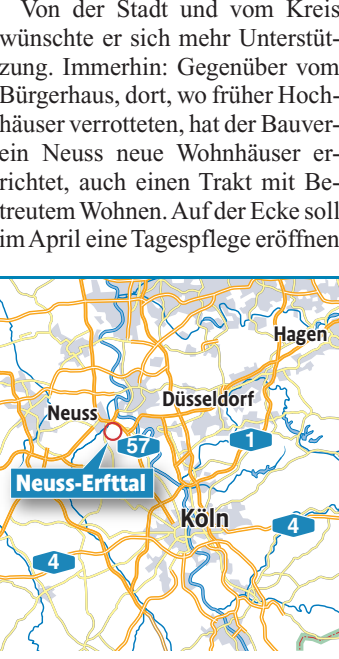 Von der Stadt und vom Kreis
wünschte er sich mehr Unterstüt-
zung. Immerhin: Gegenüber vom
Bürgerhaus, dort, wo früher Hoch-
häuser verrotteten, hat der Bauver-
ein Neuss neue Wohnhäuser er-
richtet, auch einen Trakt mit Be-
treutem Wohnen. Auf der Ecke soll
im April eine Tagespflege eröffnen
Hagen
Düsseldorf
Neuss
57
1
Neuss-Erfttal
Köln
4
4